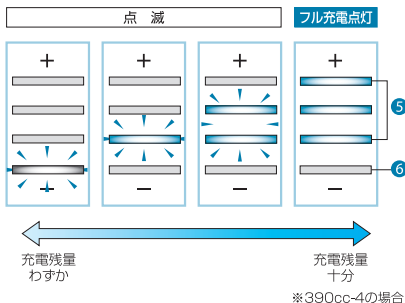 点 滅
フル充電点灯
+ + + +
5
6
− − − −
充電残量
わずか
充電残量
十分
※390cc-4の場合